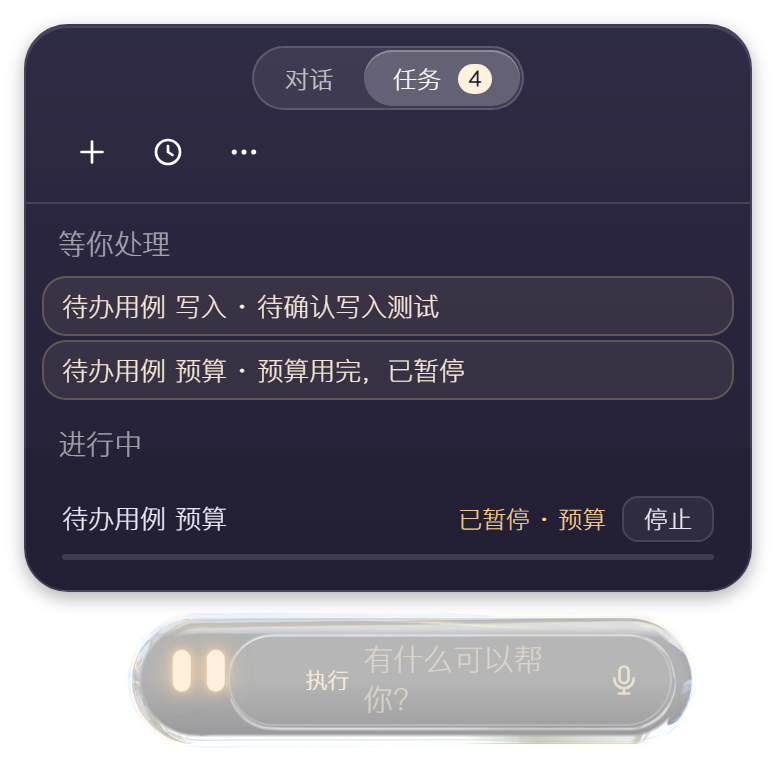 对话 任务 4
等你处理
待办用例 写入 · 待确认写入测试
待办用例 预算 · 预算用完，已暂停
进行中
待办用例 预算 已暂停 · 预算 停止
执行 有什么可以帮
你？